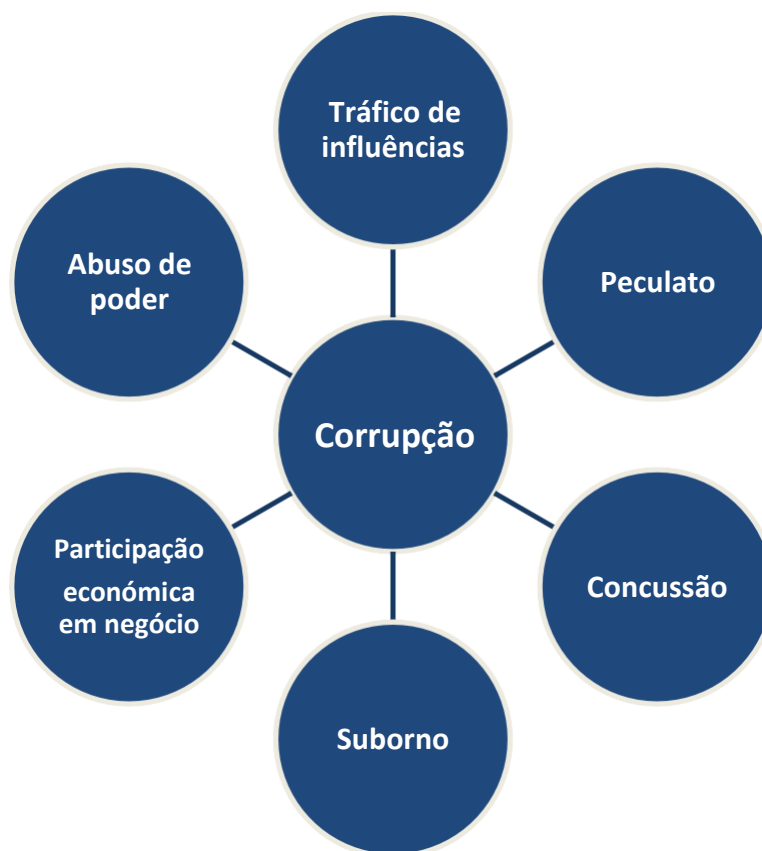 Tráfico de
influências
Abuso de
poder
Peculato
Corrupção
Participação
económica
em negócio
Concussão
Suborno